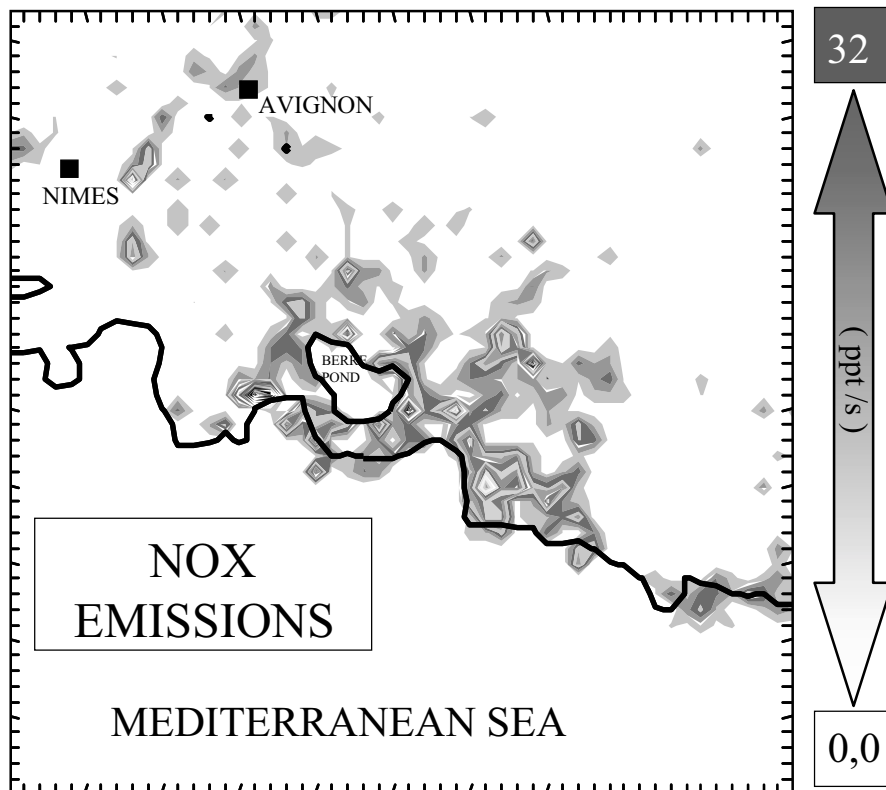 32
AVIGNON
NIMES
BERRE
POND
( ppt / s )
NOX
EMISSIONS
MEDITERRANEAN SEA
0,0